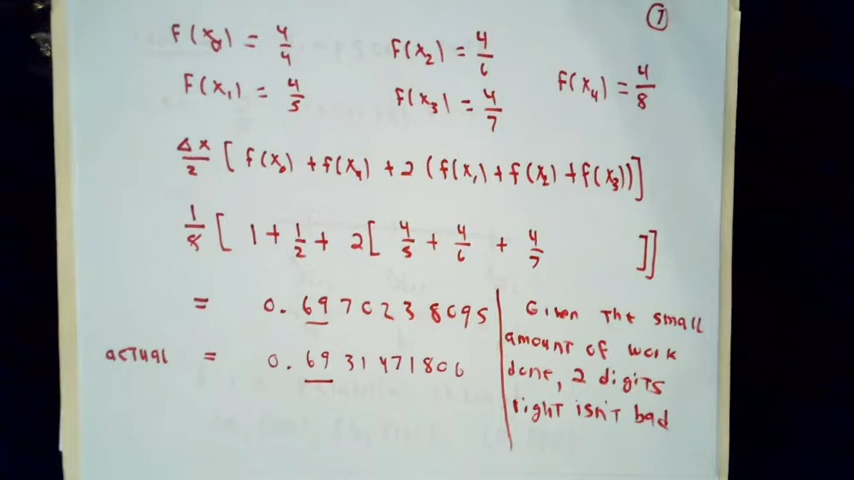 7
F(x₀) = 4/4 F(x₂) = 4/6
F(x₁) = 4/5 F(x₃) = 4/7 F(x₄) = 4/8
Δx/2 [ f(x₀) + f(x₄) + 2 (f(x₁) + f(x₂) + f(x₃))]
1/8 [ 1 + 1/2 + 2[ 4/5 + 4/6 + 4/7 ]]
= 0.6970238095
actual = 0.6931471806
Given the small
amount of work
done, 2 digits
right isn't bad